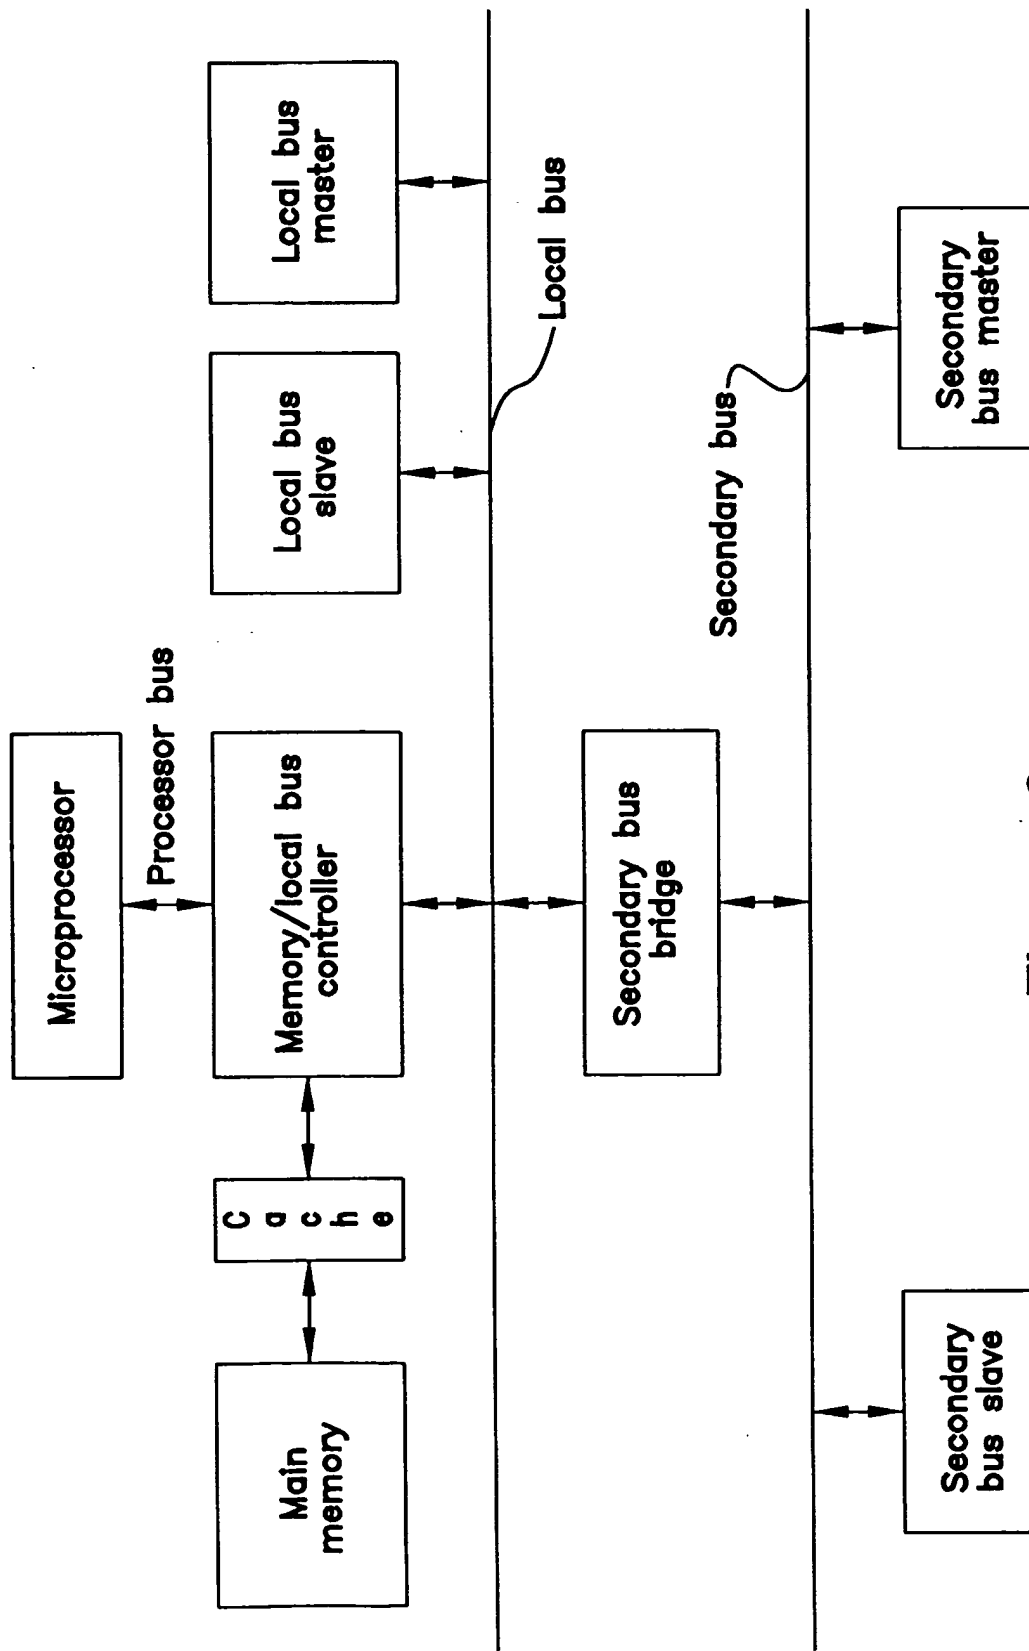 Microprocessor
Processor bus
Main
memory
C
a
c
h
e
Memory/local bus
controller
Local bus
slave
Local bus
master
Local bus
Secondary bus
bridge
Secondary bus
Secondary
bus slave
Secondary
bus master